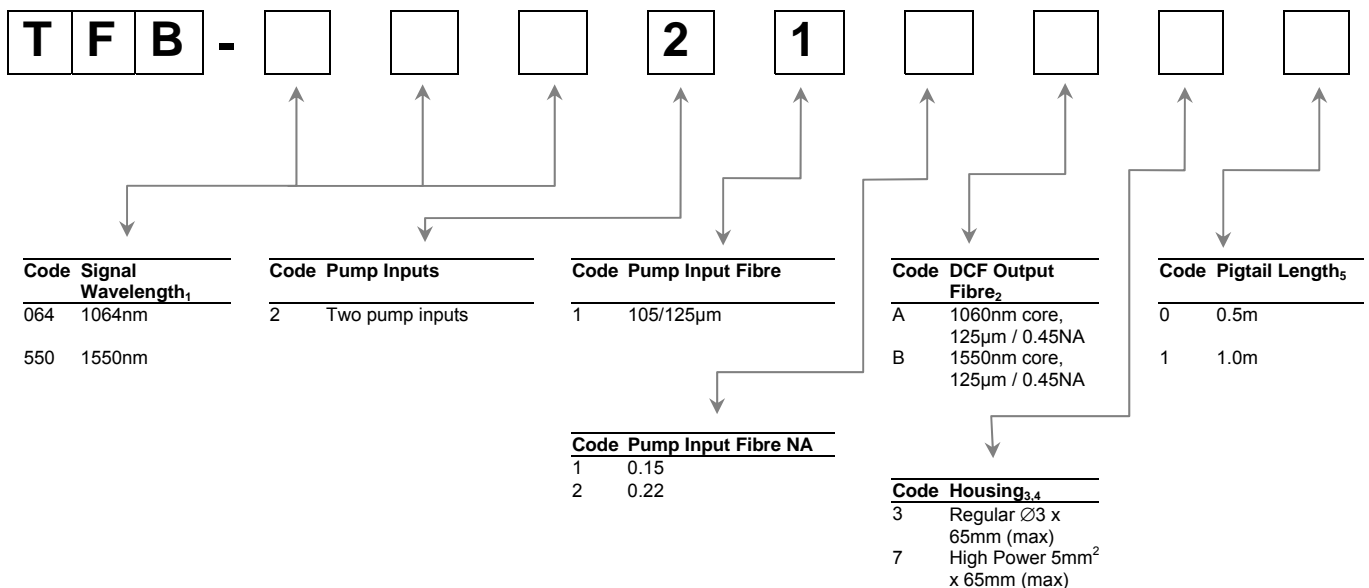 TFB- 2 1
Code Signal Wavelength1
064 1064nm
550 1550nm
Code Pump Inputs
2 Two pump inputs
Code Pump Input Fibre
1 105/125µm
Code DCF Output Fibre2
A 1060nm core,
125µm / 0.45NA
B 1550nm core,
125µm / 0.45NA
Code Pigtail Length5
0 0.5m
1 1.0m
Code Pump Input Fibre NA
1 0.15
2 0.22
Code Housing3,4
3 Regular ∅3 x
65mm (max)
7 High Power 5mm²
x 65mm (max)